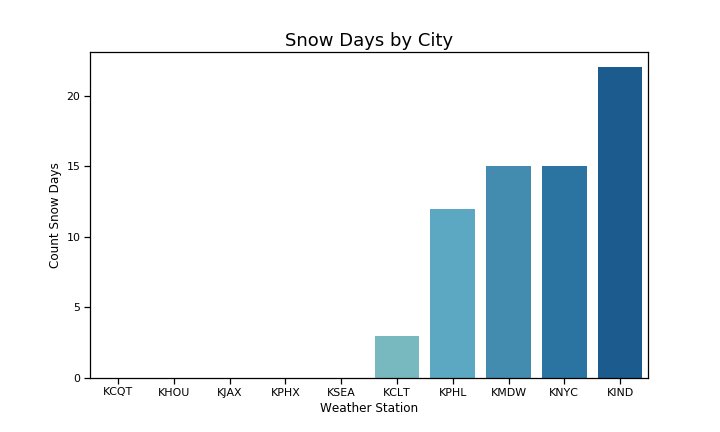 Snow Days by City
20
15
10
5
0
Count Snow Days
KCQT KHOU KJAX KPHX KSEA KCLT KPHL KMDW KNYC KIND
Weather Station